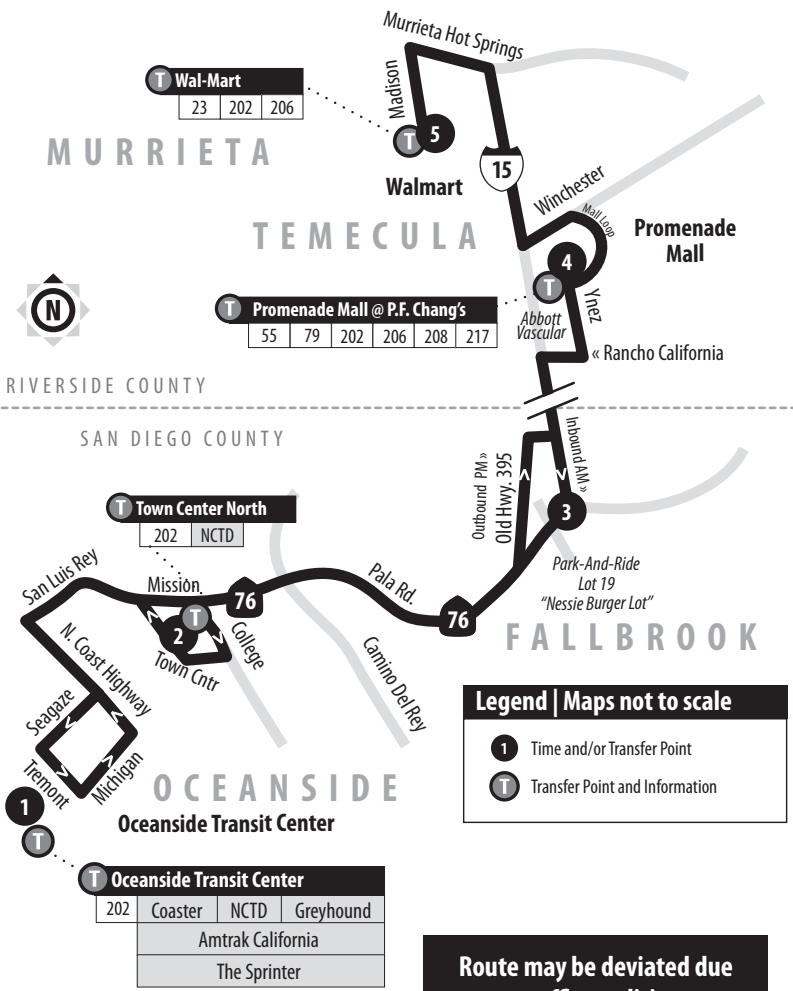 Murrieta Hot Springs
T Wal-Mart
23 202 206
Madison
T 5
MURRIETA
Walmart
15
Winchester
Mall Loop
TEMECULA
Promenade
Mall
4
T
N
T Promenade Mall @ P.F. Chang's
55 79 202 206 208 217
Ynez
Abbott
Vascular
« Rancho California
RIVERSIDE COUNTY
SAN DIEGO COUNTY
Inbound AM »
Outbound PM »
Old Hwy. 395
3
T Town Center North
202 NCTD
Park-And-Ride
Lot 19
"Nessie Burger Lot"
San Luis Rey
Mission
76
Pala Rd.
76
T
2
College
Town Cntr
FALLBROOK
N. Coast Highway
Camino Del Rey
Seagaze
Tremont
Michigan
Legend | Maps not to scale
1 Time and/or Transfer Point
T Transfer Point and Information
OCEANSIDE
1
Oceanside Transit Center
T
T Oceanside Transit Center
202 Coaster NCTD Greyhound
Amtrak California
The Sprinter
Route may be deviated due